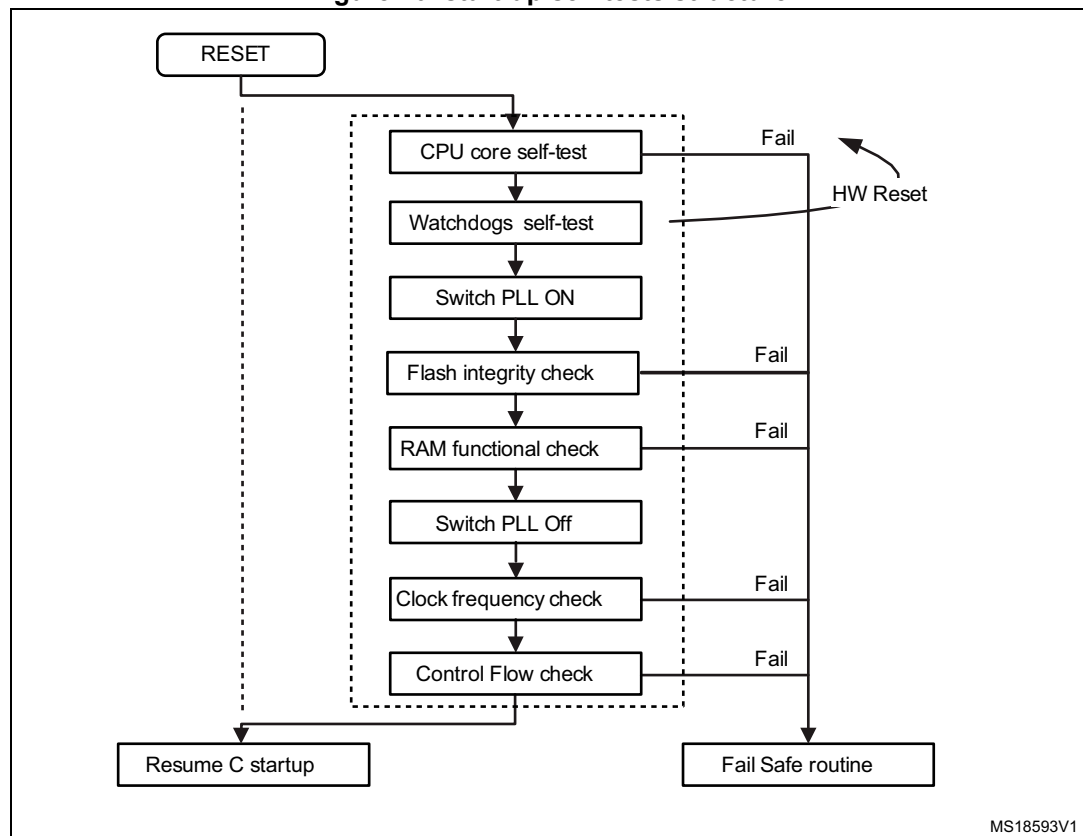 RESET
CPU core self-test
Fail
HW Reset
Watchdogs self-test
Switch PLL ON
Flash integrity check
Fail
RAM functional check
Fail
Switch PLL Off
Clock frequency check
Fail
Control Flow check
Fail
Resume C startup
Fail Safe routine
MS18593V1